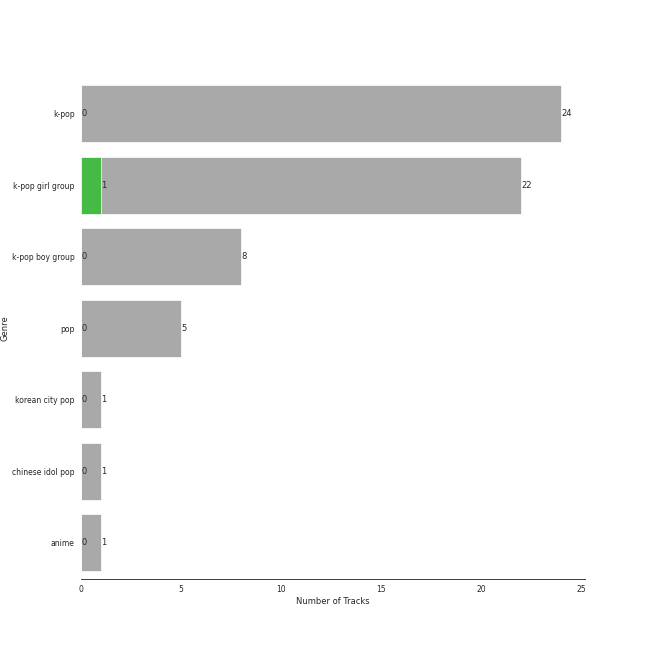 k-pop 0 24
k-pop girl group 1 22
k-pop boy group 0 8
pop 0 5
korean city pop 0 1
chinese idol pop 0 1
anime 0 1
Genre
0 5 10 15 20 25
Number of Tracks